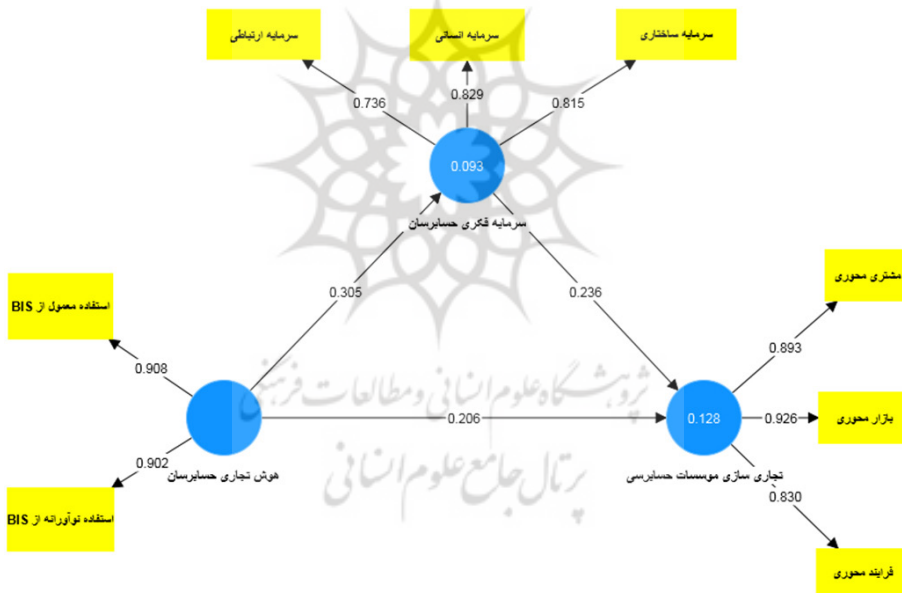 سرمایه ساختاری
سرمایه انسانی
سرمایه ارتباطی
0.815
0.829
0.736
0.093
سرمایه فکری حسابرسان
مشتری محوری
استفاده معمول از BIS
0.236
0.305
0.893
0.908
پژوهشگاه علوم انسانی و مطالعات فرهنگی
بازار محوری
0.926
0.128
0.206
تجاری سازی موسسات حسابرسی
هوش تجاری حسابرسان
0.902
پرتال جامع علوم انسانی
0.830
استفاده نوآورانه از BIS
فرایند محوری